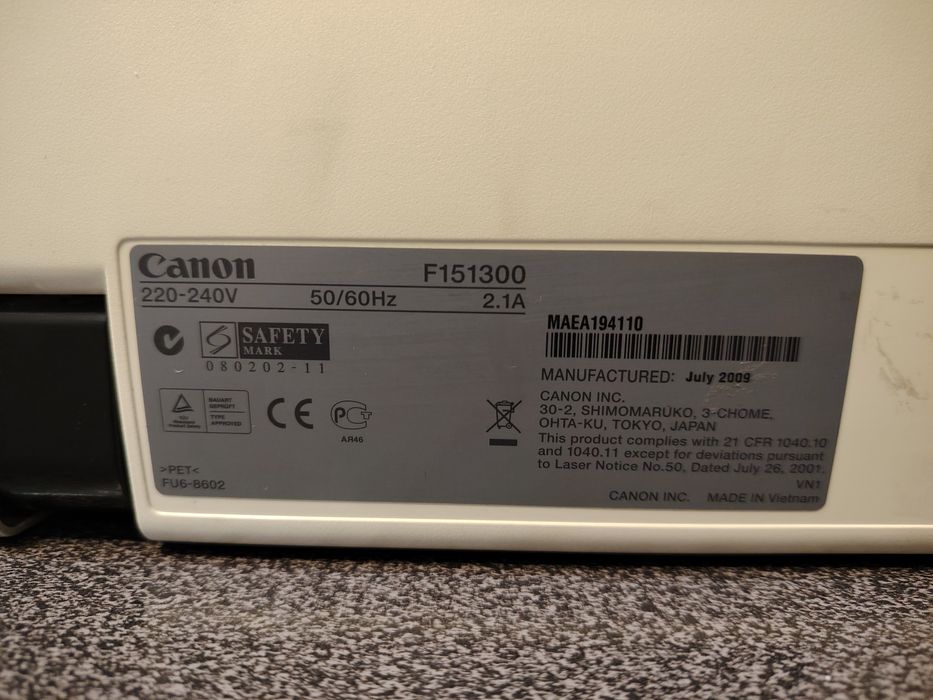 Canon F151300
220-240V 50/60Hz 2.1A
SAFETY
MARK
080202-11
MAEA194110
MANUFACTURED: July 2009
BAUART
GEPRÜFT
TYPE
APPROVED
CE
AR46
CANON INC.
30-2, SHIMOMARUKO, 3-CHOME,
OHTA-KU, TOKYO, JAPAN
This product complies with 21 CFR 1040.10
and 1040.11 except for deviations pursuant
to Laser Notice No.50, Dated July 26, 2001.
>PET<
FU6-8602
VN1
CANON INC. MADE IN Vietnam